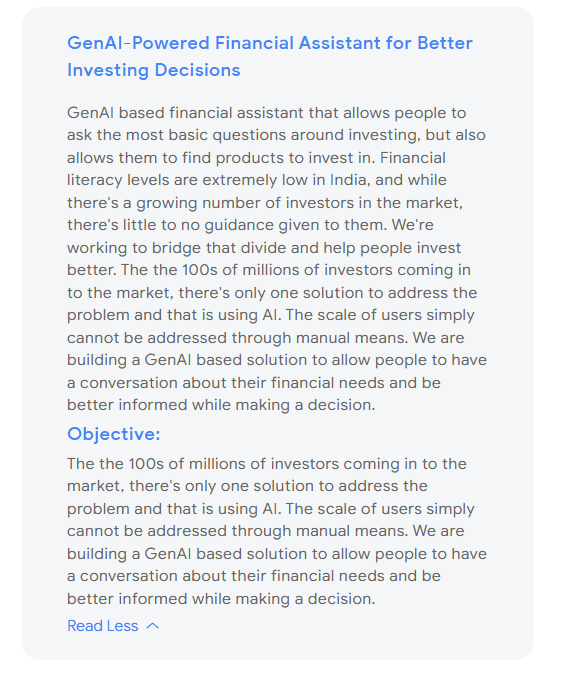 GenAI-Powered Financial Assistant for Better
Investing Decisions
GenAI based financial assistant that allows people to
ask the most basic questions around investing, but also
allows them to find products to invest in. Financial
literacy levels are extremely low in India, and while
there's a growing number of investors in the market,
there's little to no guidance given to them. We're
working to bridge that divide and help people invest
better. The the 100s of millions of investors coming in
to the market, there's only one solution to address the
problem and that is using AI. The scale of users simply
cannot be addressed through manual means. We are
building a GenAI based solution to allow people to have
a conversation about their financial needs and be
better informed while making a decision.
Objective:
The the 100s of millions of investors coming in to the
market, there's only one solution to address the
problem and that is using AI. The scale of users simply
cannot be addressed through manual means. We are
building a GenAI based solution to allow people to have
a conversation about their financial needs and be
better informed while making a decision.
Read Less